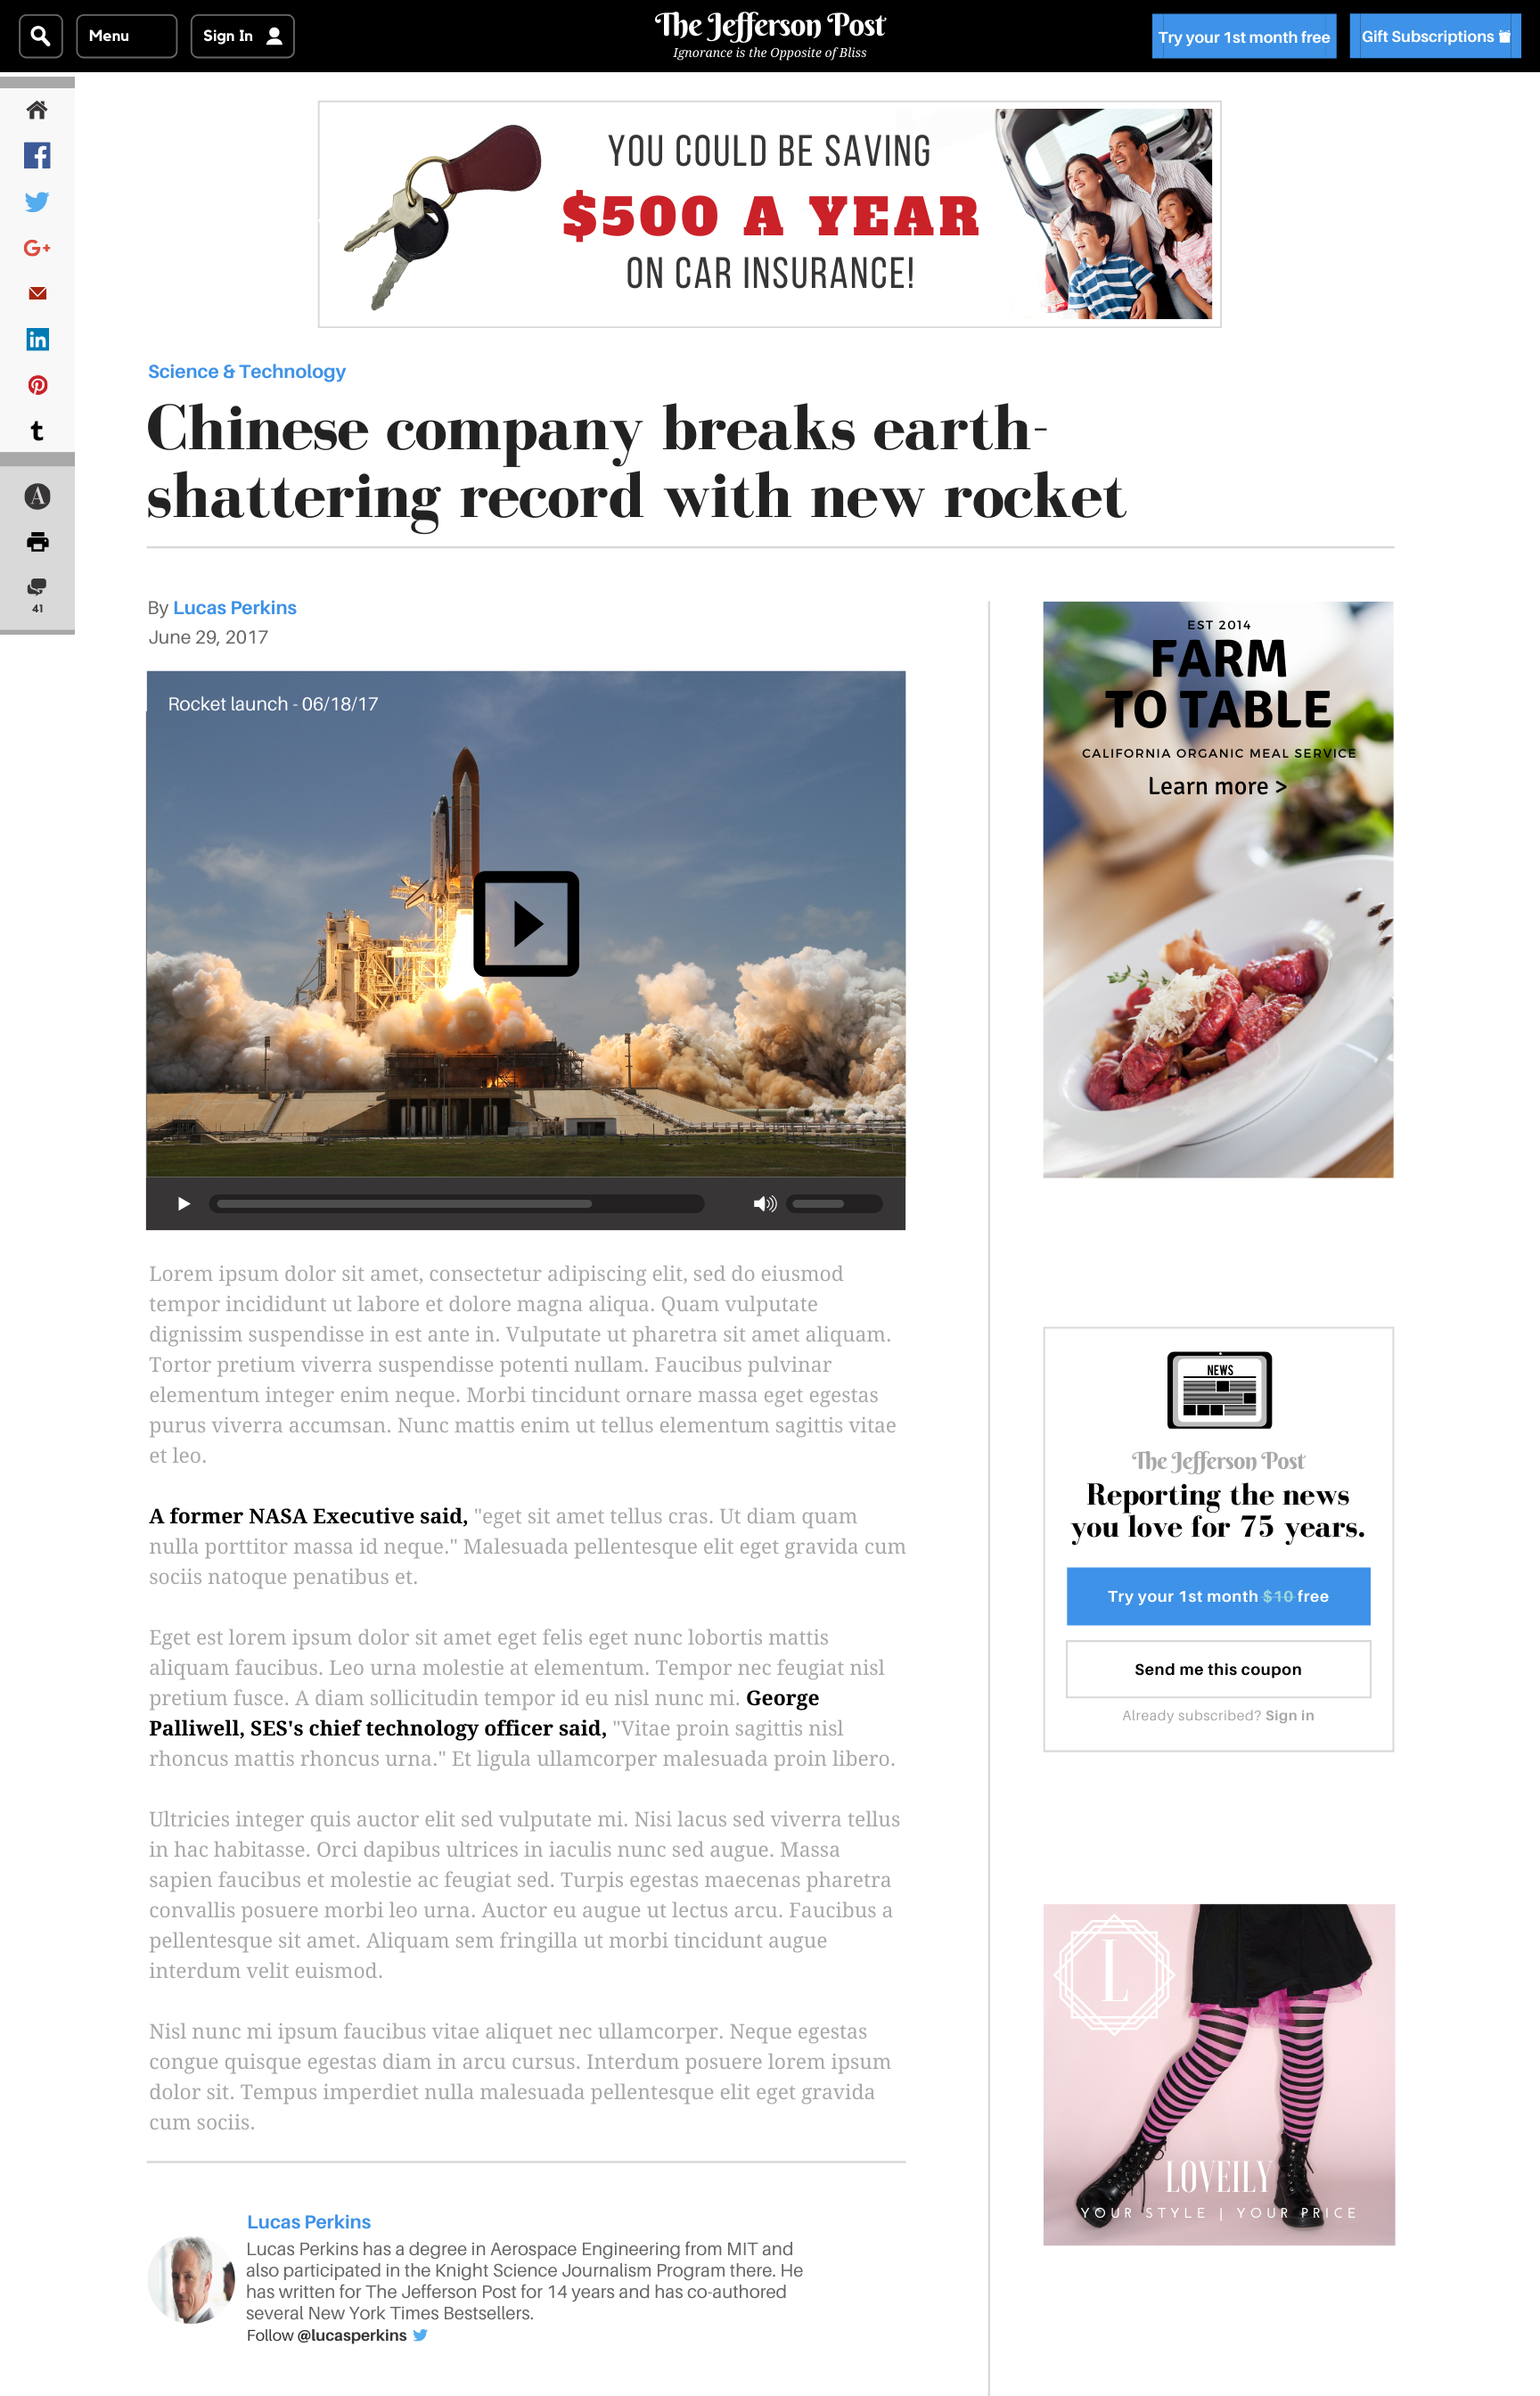 Menu
Sign In
The Jefferson Post
Ignorance is the Opposite of Bliss
Try your 1st month free
Gift Subscriptions
YOU COULD BE SAVING
$500 A YEAR
ON CAR INSURANCE!
G+
in
t
A
41
Science & Technology
Chinese company breaks earth-
shattering record with new rocket
By Lucas Perkins
June 29, 2017
Rocket launch - 06/18/17
Lorem ipsum dolor sit amet, consectetur adipiscing elit, sed do eiusmod
tempor incididunt ut labore et dolore magna aliqua. Quam vulputate
dignissim suspendisse in est ante in. Vulputate ut pharetra sit amet aliquam.
Tortor pretium viverra suspendisse potenti nullam. Faucibus pulvinar
elementum integer enim neque. Morbi tincidunt ornare massa eget egestas
purus viverra accumsan. Nunc mattis enim ut tellus elementum sagittis vitae
et leo.
A former NASA Executive said, "eget sit amet tellus cras. Ut diam quam
nulla porttitor massa id neque." Malesuada pellentesque elit eget gravida cum
sociis natoque penatibus et.
Eget est lorem ipsum dolor sit amet eget felis eget nunc lobortis mattis
aliquam faucibus. Leo urna molestie at elementum. Tempor nec feugiat nisl
pretium fusce. A diam sollicitudin tempor id eu nisl nunc mi. George
Palliwell, SES's chief technology officer said, "Vitae proin sagittis nisl
rhoncus mattis rhoncus urna." Et ligula ullamcorper malesuada proin libero.
Ultricies integer quis auctor elit sed vulputate mi. Nisi lacus sed viverra tellus
in hac habitasse. Orci dapibus ultrices in iaculis nunc sed augue. Massa
sapien faucibus et molestie ac feugiat sed. Turpis egestas maecenas pharetra
convallis posuere morbi leo urna. Auctor eu augue ut lectus arcu. Faucibus a
pellentesque sit amet. Aliquam sem fringilla ut morbi tincidunt augue
interdum velit euismod.
Nisl nunc mi ipsum faucibus vitae aliquet nec ullamcorper. Neque egestas
congue quisque egestas diam in arcu cursus. Interdum posuere lorem ipsum
dolor sit. Tempus imperdiet nulla malesuada pellentesque elit eget gravida
cum sociis.
Lucas Perkins
Lucas Perkins has a degree in Aerospace Engineering from MIT and
also participated in the Knight Science Journalism Program there. He
has written for The Jefferson Post for 14 years and has co-authored
several New York Times Bestsellers.
Follow @lucasperkins
EST 2014
FARM
TO TABLE
CALIFORNIA ORGANIC MEAL SERVICE
Learn more >
NEWS
The Jefferson Post
Reporting the news
you love for 75 years.
Try your 1st month $10 free
Send me this coupon
Already subscribed? Sign in
L
LOVEILY
YOUR STYLE | YOUR PRICE